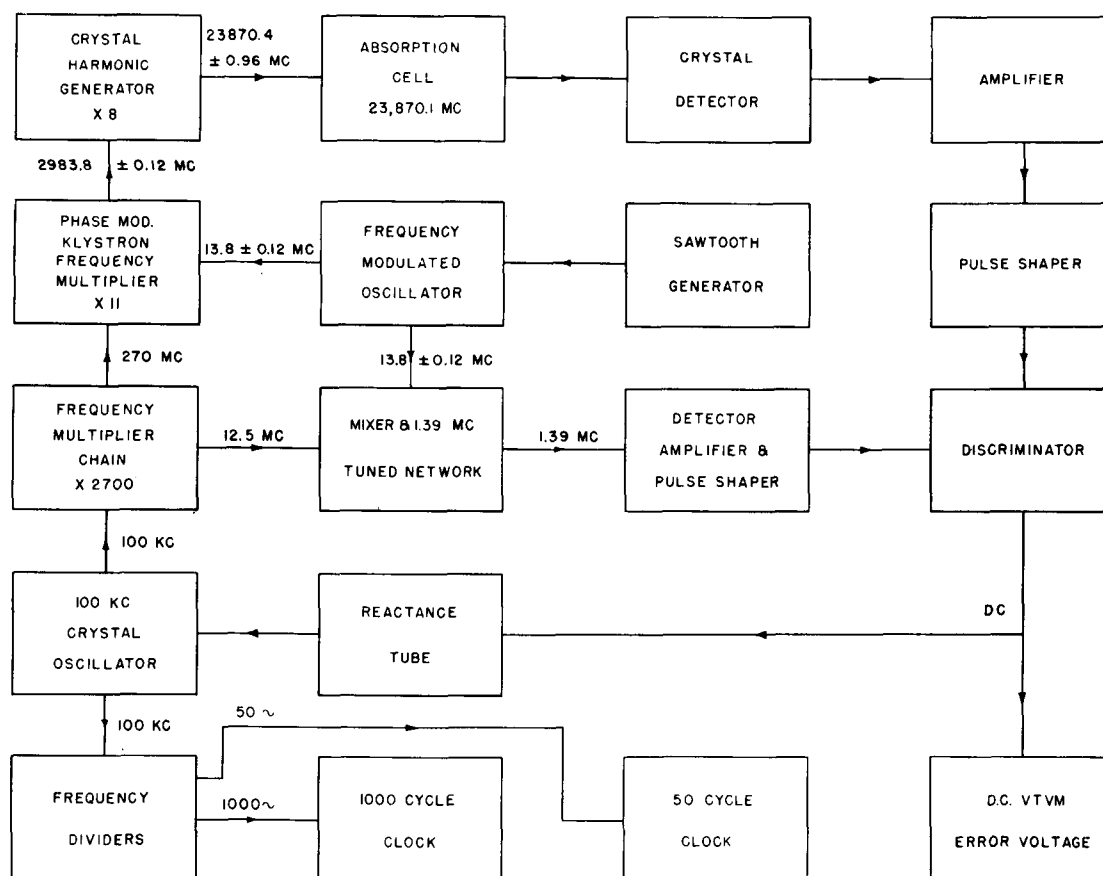 CRYSTAL
HARMONIC
GENERATOR
X 8
23870.4
± 0.96 MC
ABSORPTION
CELL
23,870.1 MC
CRYSTAL
DETECTOR
AMPLIFIER
2983.8 ± 0.12 MC
PHASE MOD.
KLYSTRON
FREQUENCY
MULTIPLIER
X 11
13.8 ± 0.12 MC
FREQUENCY
MODULATED
OSCILLATOR
SAWTOOTH
GENERATOR
PULSE SHAPER
270 MC
13.8 ± 0.12 MC
FREQUENCY
MULTIPLIER
CHAIN
X 2700
12.5 MC
MIXER & 1.39 MC
TUNED NETWORK
1.39 MC
DETECTOR
AMPLIFIER &
PULSE SHAPER
DISCRIMINATOR
100 KC
100 KC
CRYSTAL
OSCILLATOR
REACTANCE
TUBE
DC
100 KC
50 ~
FREQUENCY
DIVIDERS
1000~
1000 CYCLE
CLOCK
50 CYCLE
CLOCK
D.C. VTVM
ERROR VOLTAGE